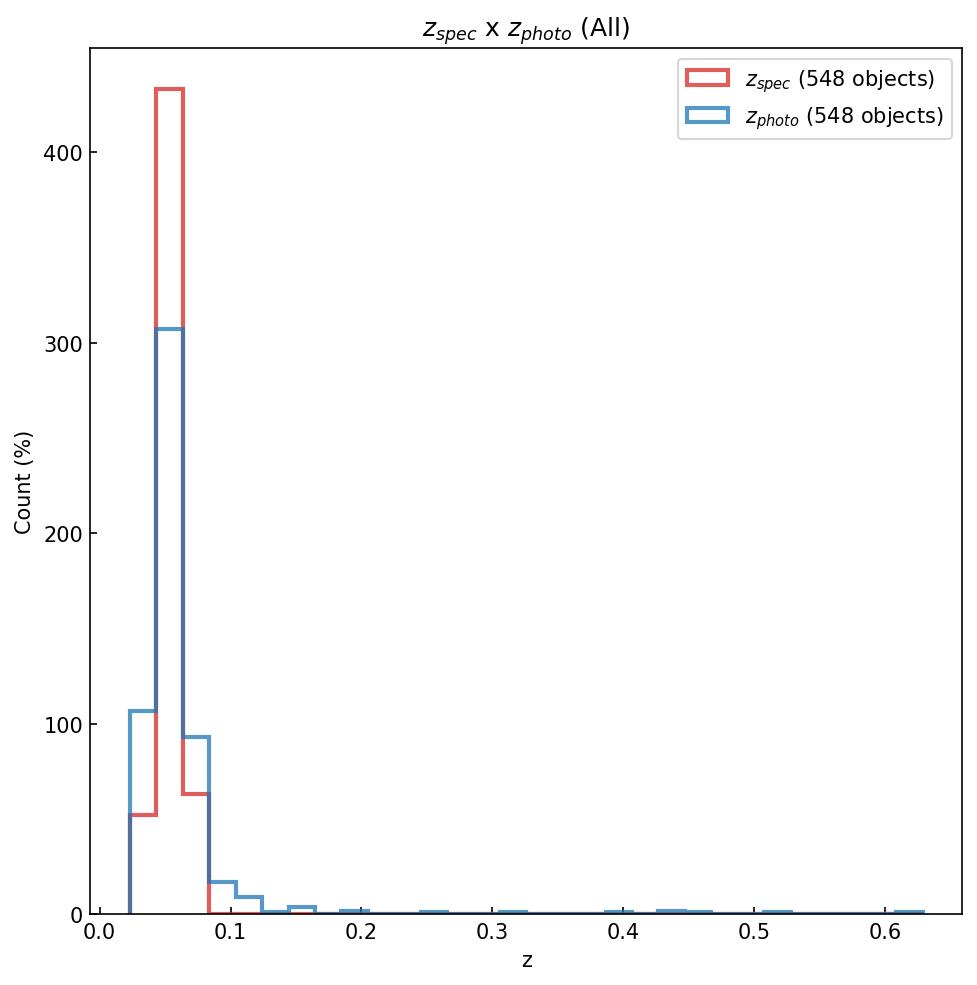 z_spec x z_photo (All)
z_spec (548 objects)
z_photo (548 objects)
Count (%)
400
300
200
100
0
0.0 0.1 0.2 0.3 0.4 0.5 0.6
z